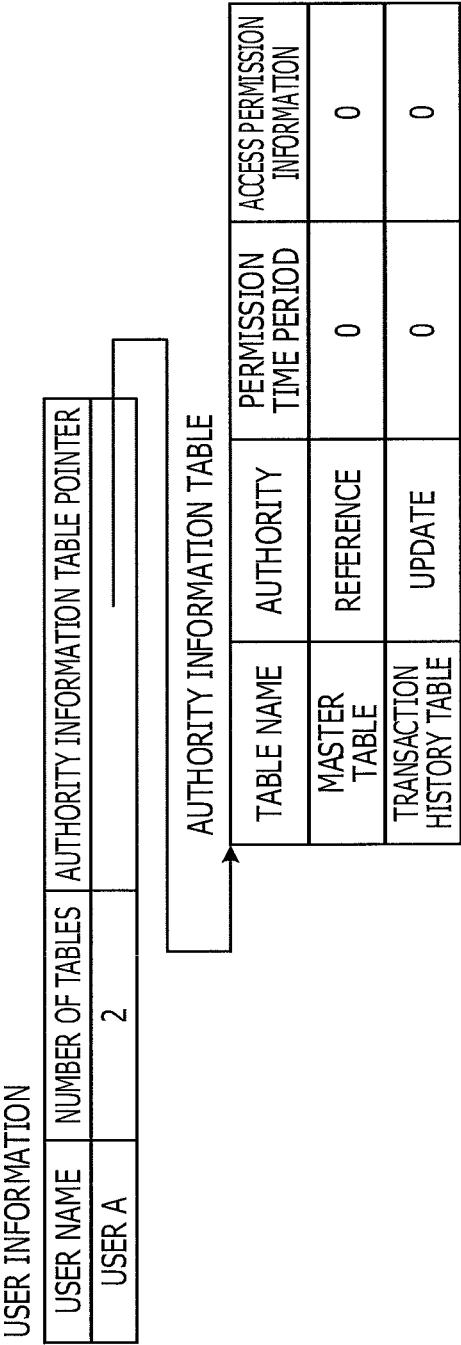 USER INFORMATION
USER NAME NUMBER OF TABLES AUTHORITY INFORMATION TABLE POINTER
USER A 2
AUTHORITY INFORMATION TABLE
TABLE NAME AUTHORITY PERMISSION TIME PERIOD ACCESS PERMISSION INFORMATION
MASTER TABLE REFERENCE 0 0
TRANSACTION HISTORY TABLE UPDATE 0 0